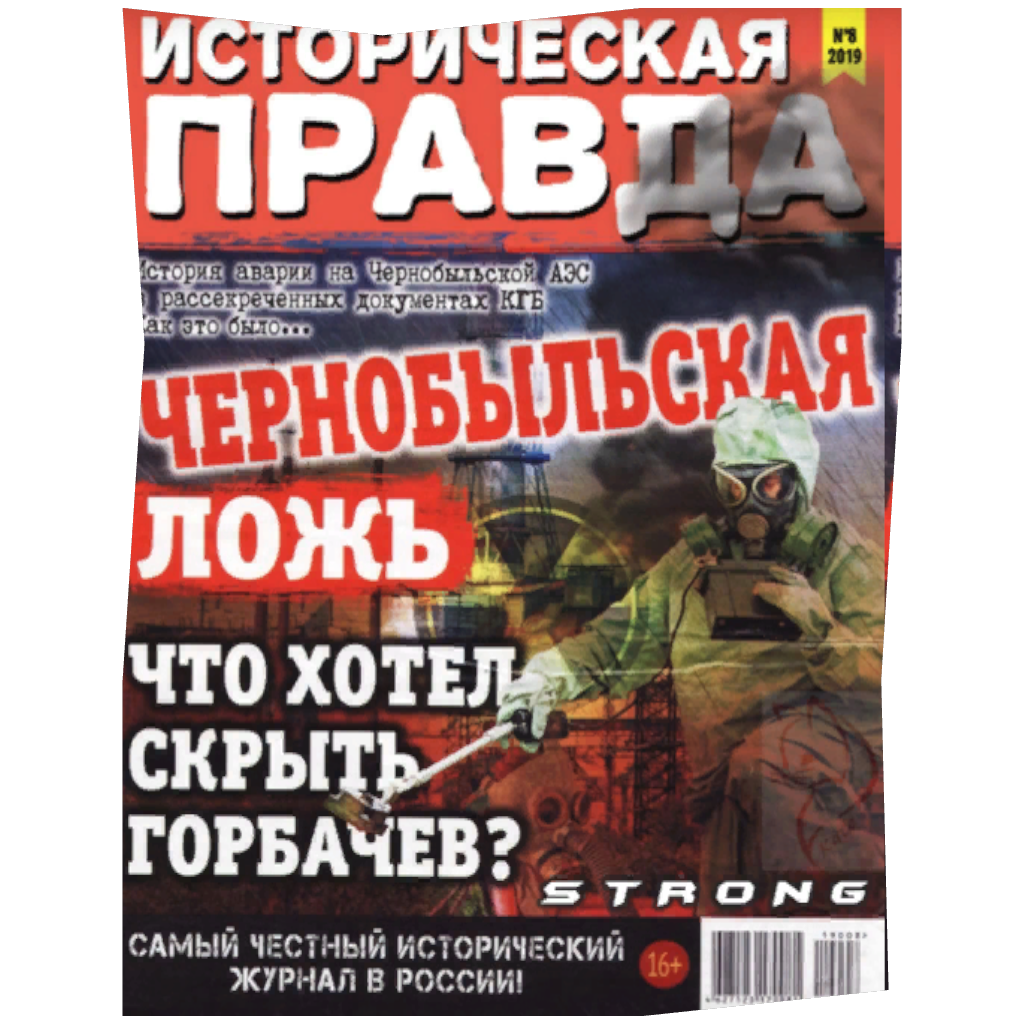 ИСТОРИЧЕСКАЯ
ПРАВДА
№8
2019
История аварии на Чернобыльской АЭС
рассекреченных документах КГБ
Как это было...
ЧЕРНОБЫЛЬСКАЯ
ЛОЖЬ
ЧТО ХОТЕЛ
СКРЫТЬ
ГОРБАЧЕВ?
STRONG
САМЫЙ ЧЕСТНЫЙ ИСТОРИЧЕСКИЙ
ЖУРНАЛ В РОССИИ!
16+
19008>